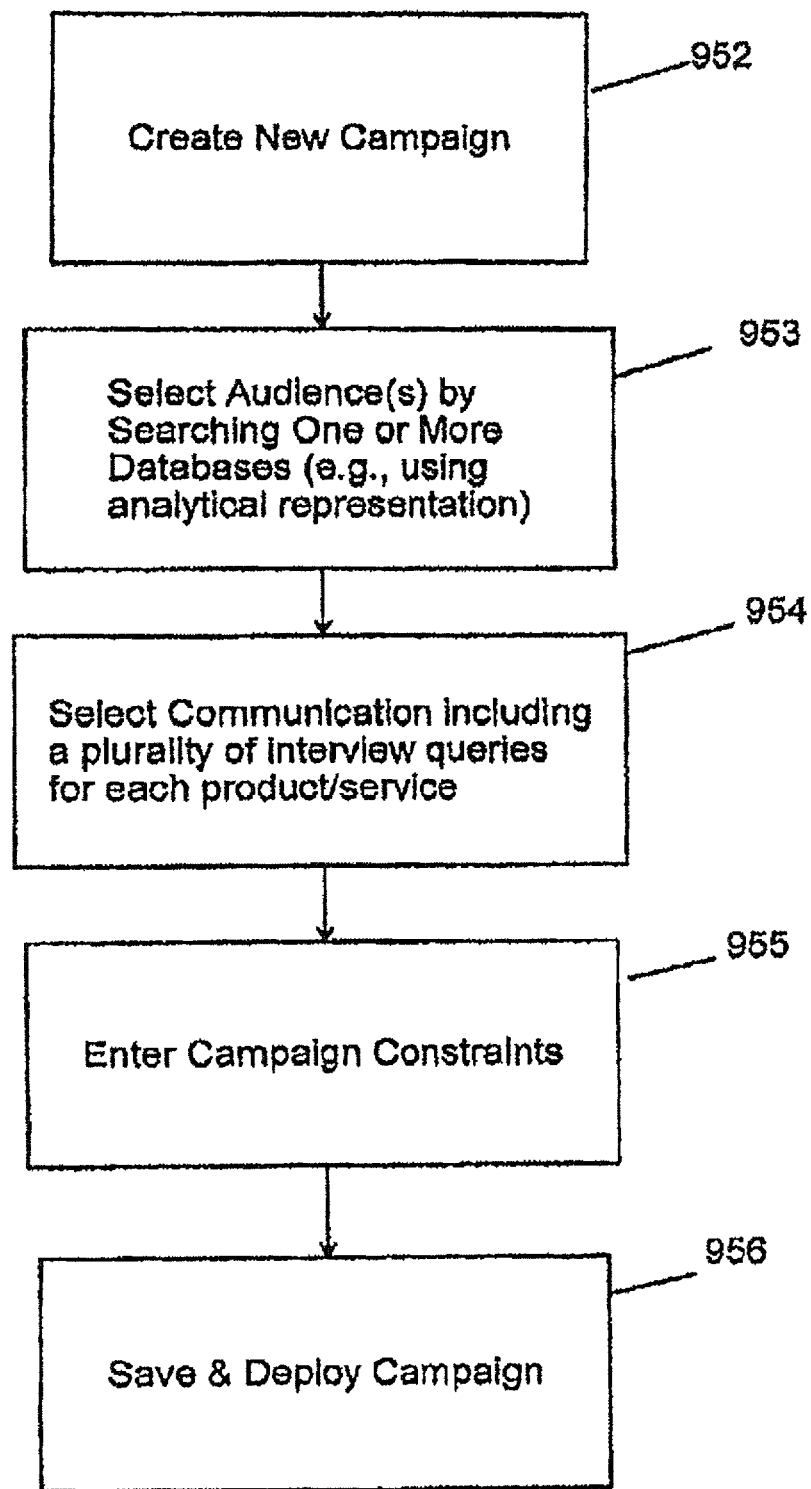 952
Create New Campaign
953
Select Audience(s) by
Searching One or More
Databases (e.g., using
analytical representation)
954
Select Communication including
a plurality of interview queries
for each product/service
955
Enter Campaign Constraints
956
Save & Deploy Campaign